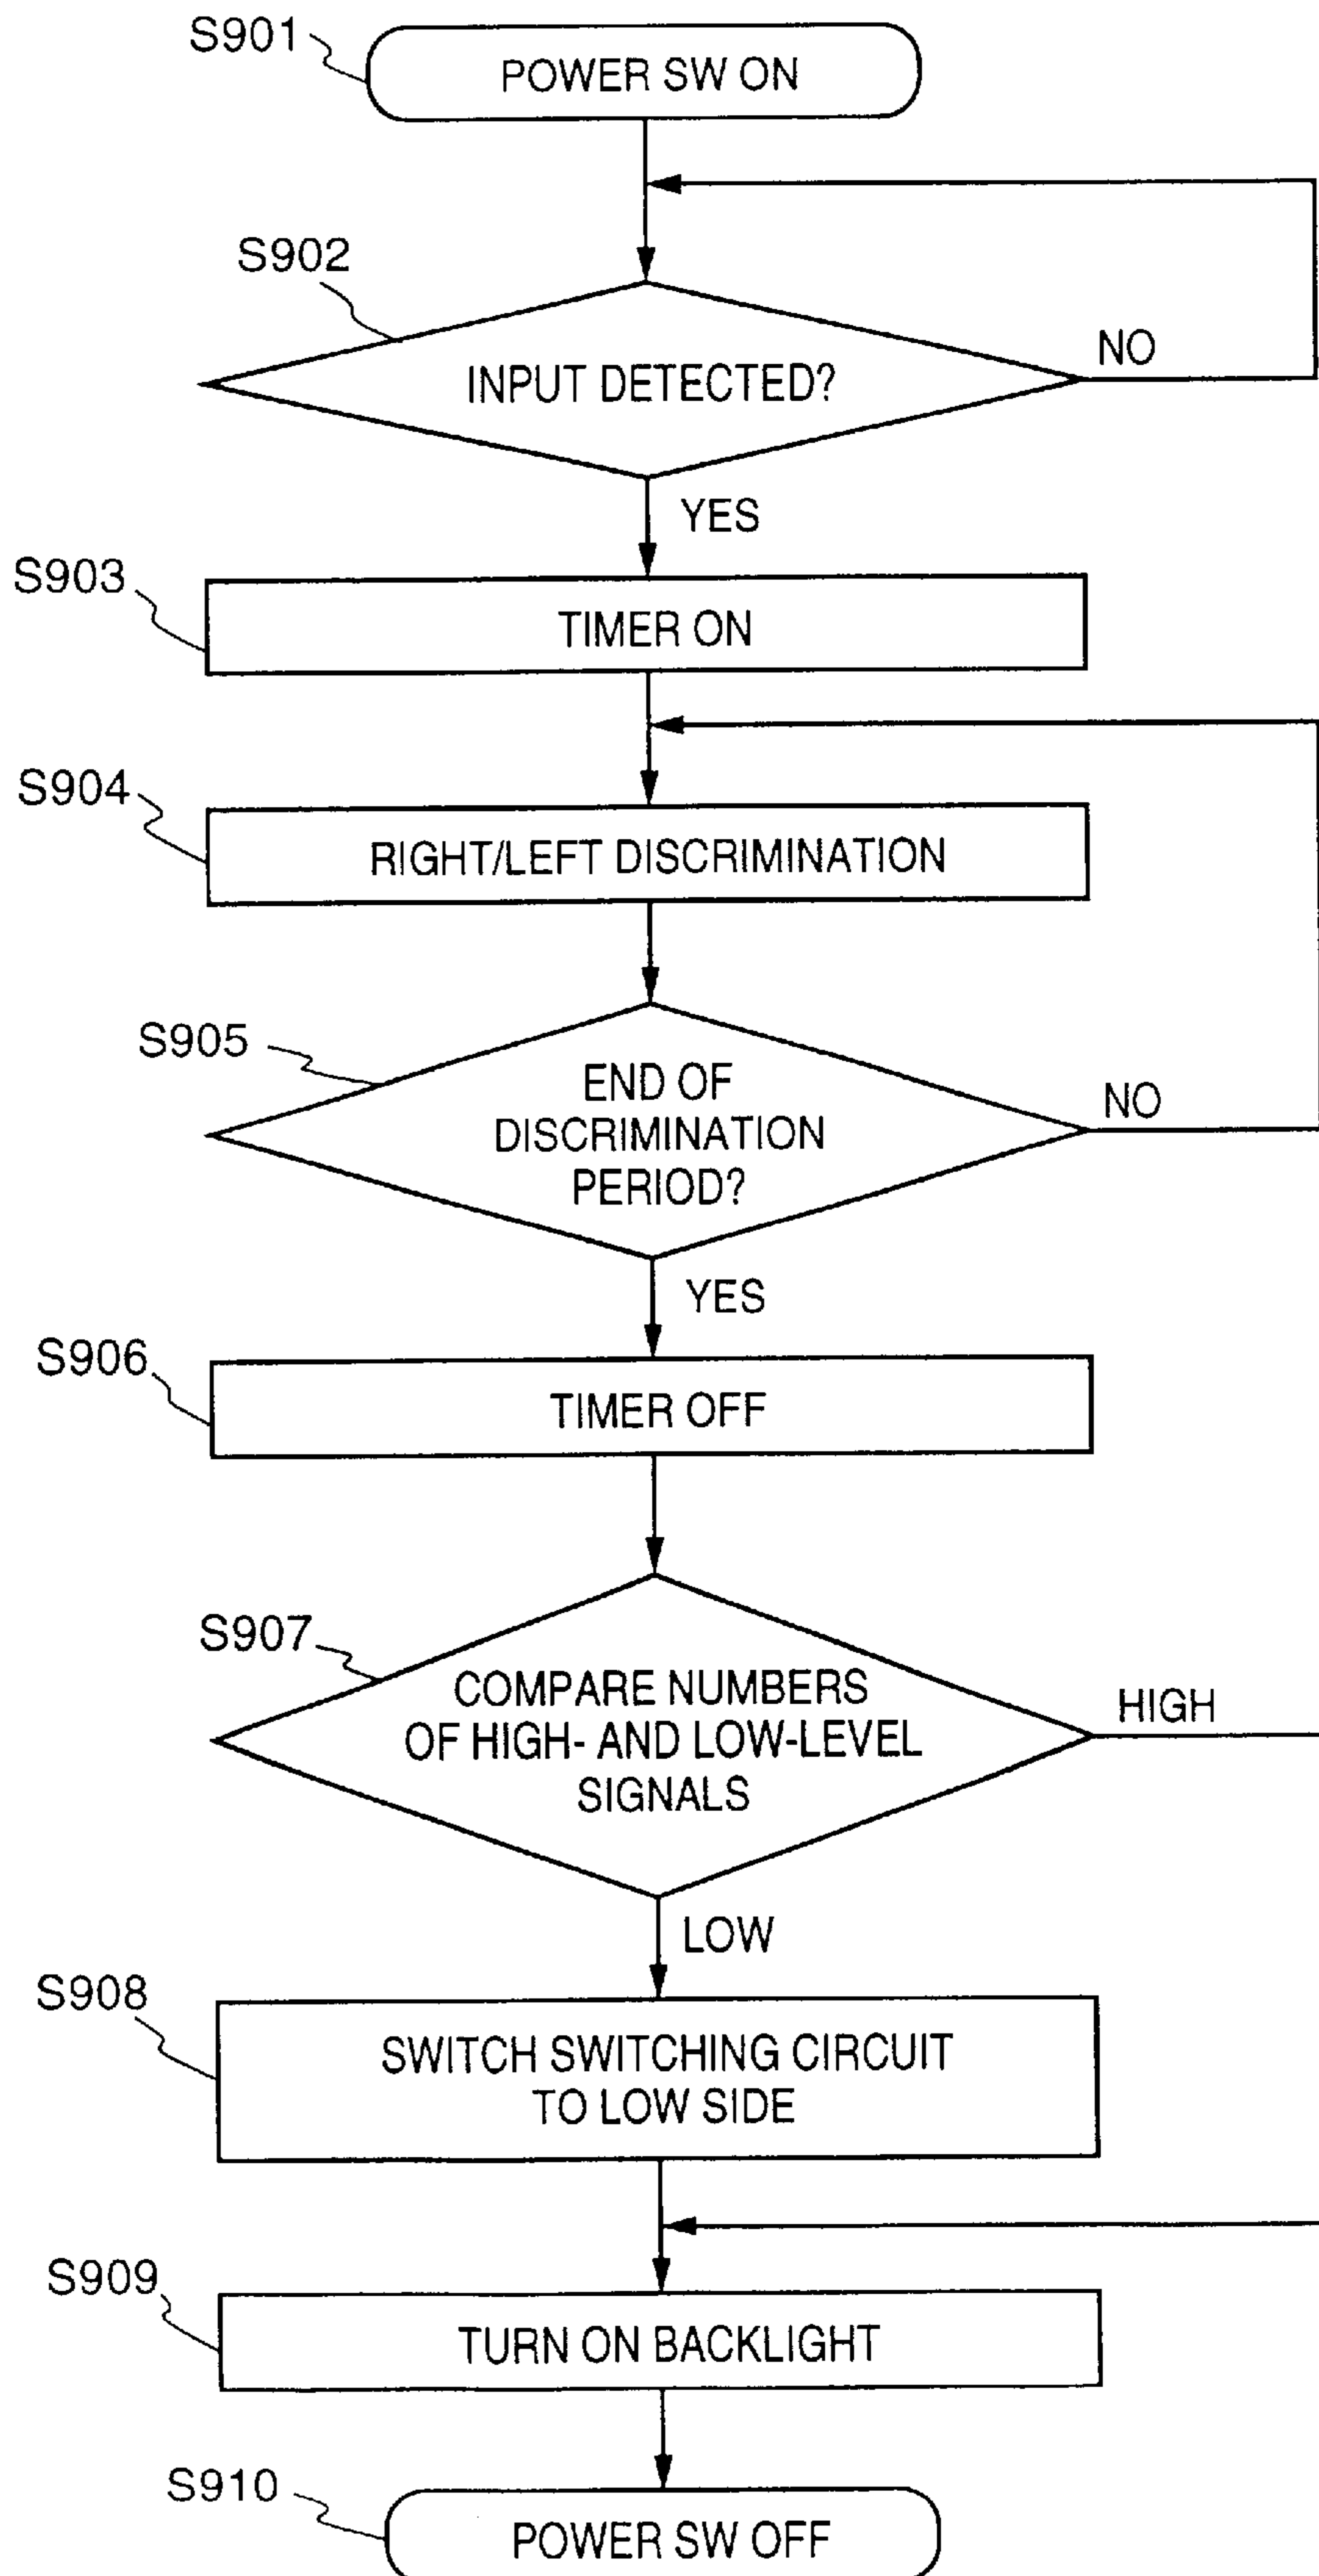 S901
POWER SW ON
S902
INPUT DETECTED?
NO
YES
S903
TIMER ON
S904
RIGHT/LEFT DISCRIMINATION
S905
END OF
DISCRIMINATION
PERIOD?
NO
YES
S906
TIMER OFF
S907
COMPARE NUMBERS
OF HIGH- AND LOW-LEVEL
SIGNALS
HIGH
LOW
S908
SWITCH SWITCHING CIRCUIT
TO LOW SIDE
S909
TURN ON BACKLIGHT
S910
POWER SW OFF